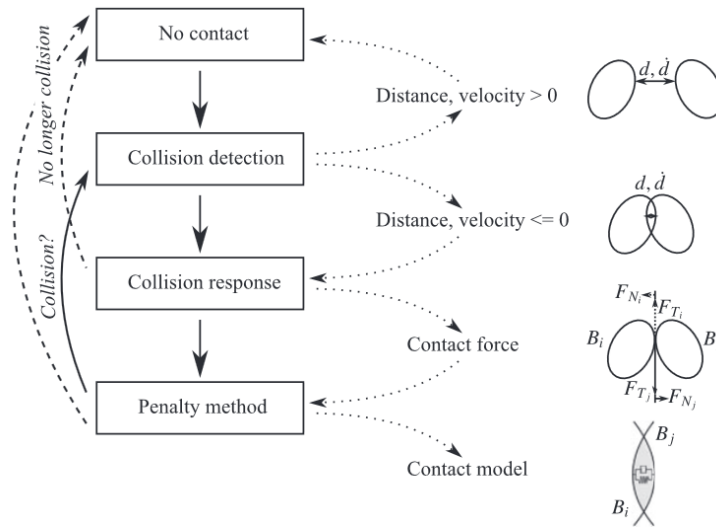 No contact
d, ḋ
Distance, velocity > 0
No longer collision
Collision detection
d, ḋ
Distance, velocity <= 0
Collision?
Collision response
F_{N_i}
F_{T_i}
B_i
B
Contact force
F_{T_j}
F_{N_j}
Penalty method
B_j
Contact model
B_i